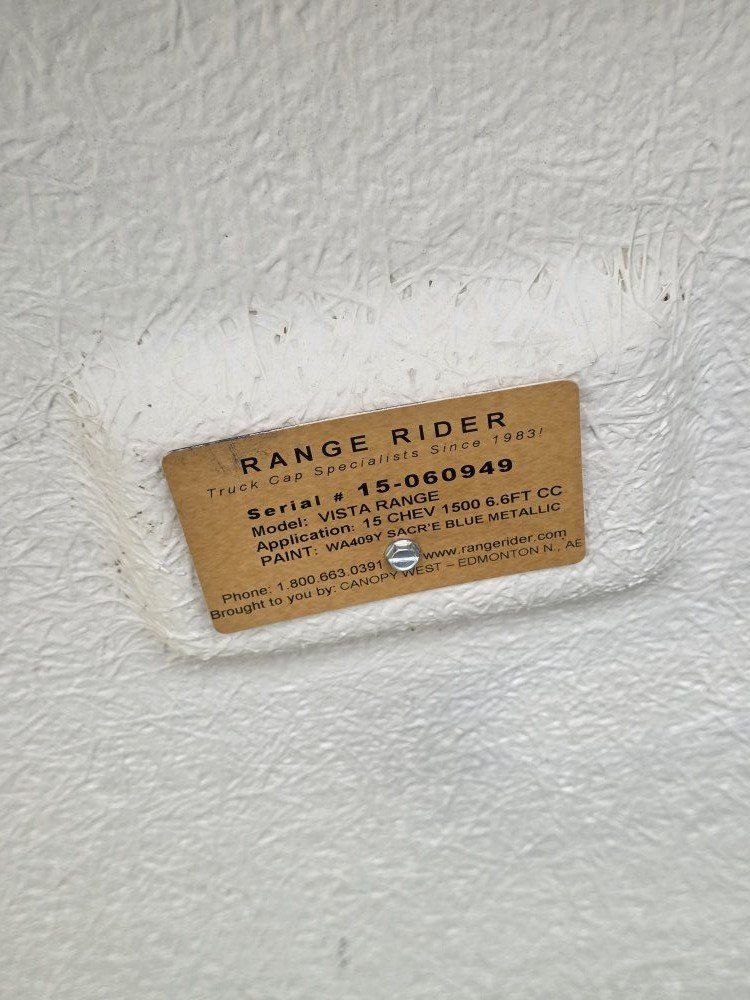 RANGE RIDER
Truck Cap Specialists Since 1983!
Serial # 15-060949
Model: VISTA RANGE
Application: 15 CHEV 1500 6.6FT CC
PAINT: WA409Y SACR'E BLUE METALLIC
Phone: 1.800.663.0391 www.rangerider.com
Brought to you by: CANOPY WEST – EDMONTON N., AE